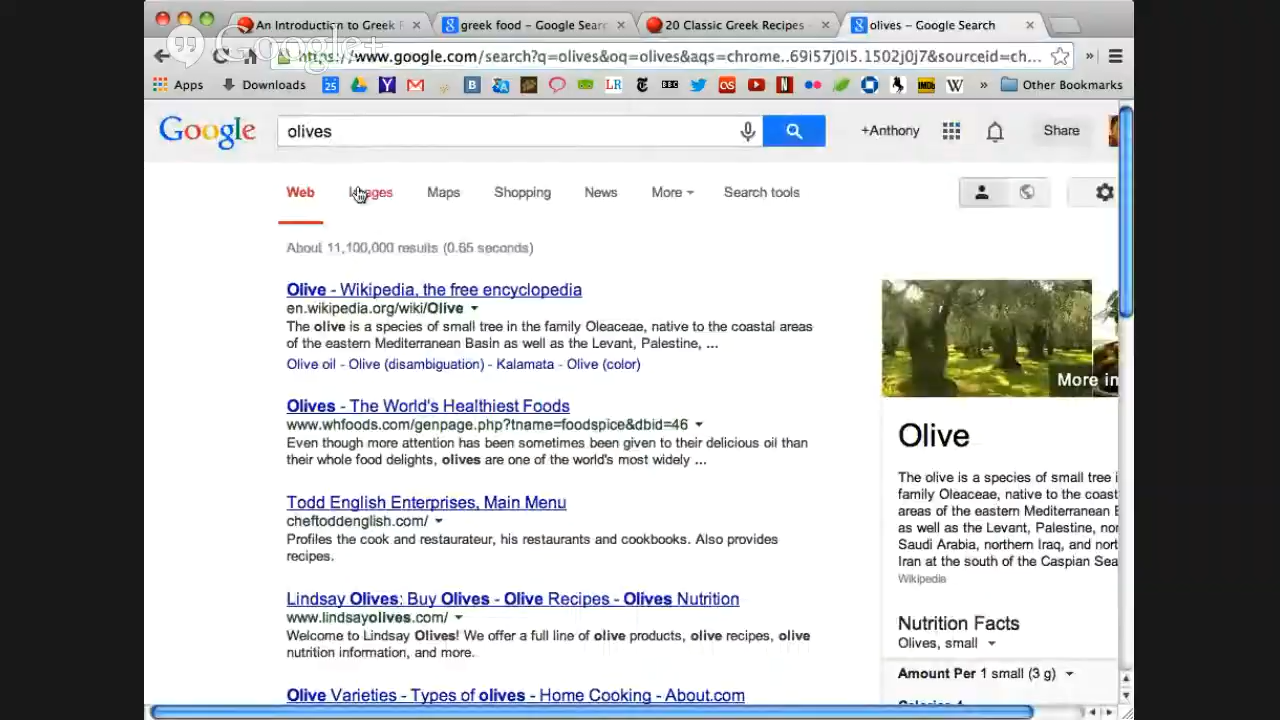 An Introduction to Greek F
greek food – Google Sear
20 Classic Greek Recipes -
olives – Google Search
Google+
https://www.google.com/search?q=olives&oq=olives&aqs=chrome..69i57j0l5.1502j0j7&sourceid=ch...
Apps
Downloads
25
B
LR
T
BBC
OS
N
IMDb
W
»
Other Bookmarks
Google
olives
+Anthony
Share
Web
Images
Maps
Shopping
News
More
Search tools
About 11,100,000 results (0.65 seconds)
Olive - Wikipedia, the free encyclopedia
en.wikipedia.org/wiki/Olive
The olive is a species of small tree in the family Oleaceae, native to the coastal areas
of the eastern Mediterranean Basin as well as the Levant, Palestine, ...
Olive oil - Olive (disambiguation) - Kalamata - Olive (color)
Olives - The World's Healthiest Foods
www.whfoods.com/genpage.php?tname=foodspice&dbid=46
Even though more attention has been sometimes been given to their delicious oil than
their whole food delights, olives are one of the world's most widely ...
Todd English Enterprises, Main Menu
cheftoddenglish.com/
Profiles the cook and restaurateur, his restaurants and cookbooks. Also provides
recipes.
Lindsay Olives: Buy Olives - Olive Recipes - Olives Nutrition
www.lindsayolives.com/
Welcome to Lindsay Olives! We offer a full line of olive products, olive recipes, olive
nutrition information, and more.
Olive Varieties - Types of olives - Home Cooking - About.com
More in
Olive
The olive is a species of small tree i
family Oleaceae, native to the coast
areas of the eastern Mediterranean E
as well as the Levant, Palestine, nor
Saudi Arabia, northern Iraq, and nort
Iran at the south of the Caspian Sea
Wikipedia
Nutrition Facts
Olives, small
Amount Per 1 small (3 g)